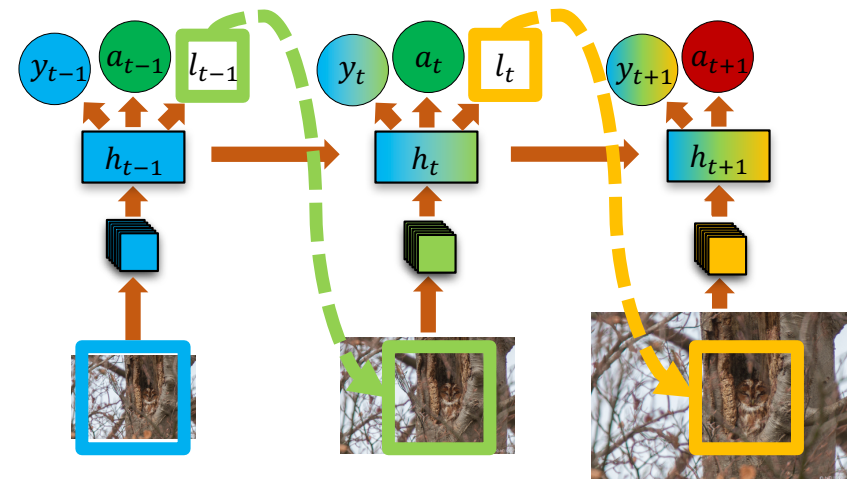 y_{t−1} a_{t−1} l_{t−1} y_t a_t l_t y_{t+1} a_{t+1}
h_{t−1} h_t h_{t+1}